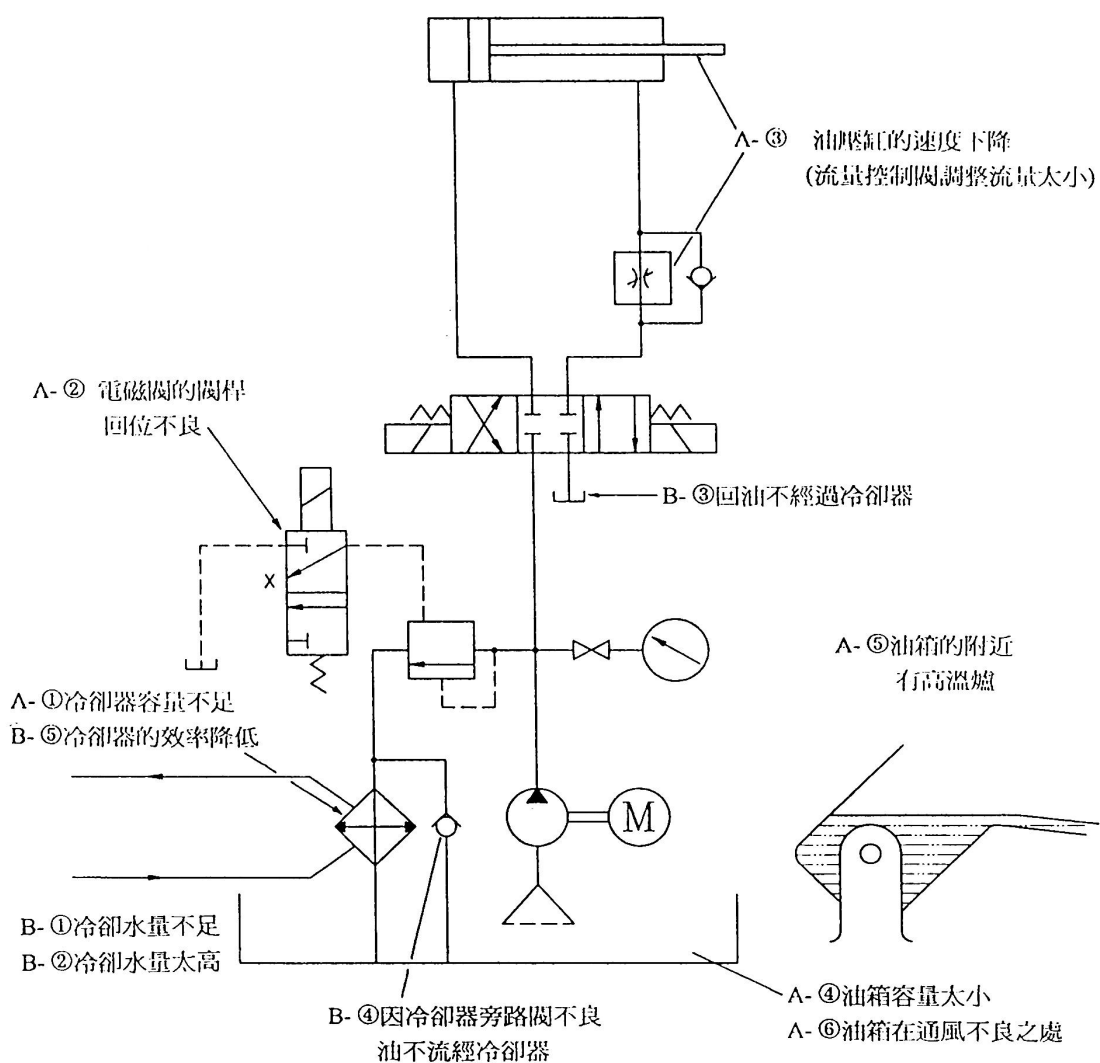 A-③ 油壓缸的速度下降
(流量控制閥調整流量太小)
A-② 電磁閥的閥桿
回位不良
B-③回油不經過冷卻器
X
A-⑤油箱的附近
有高溫爐
A-①冷卻器容量不足
B-⑤冷卻器的效率降低
M
B-①冷卻水量不足
B-②冷卻水量太高
A-④油箱容量太小
B-④因冷卻器旁路閥不良
油不流經冷卻器
A-⑥油箱在通風不良之處